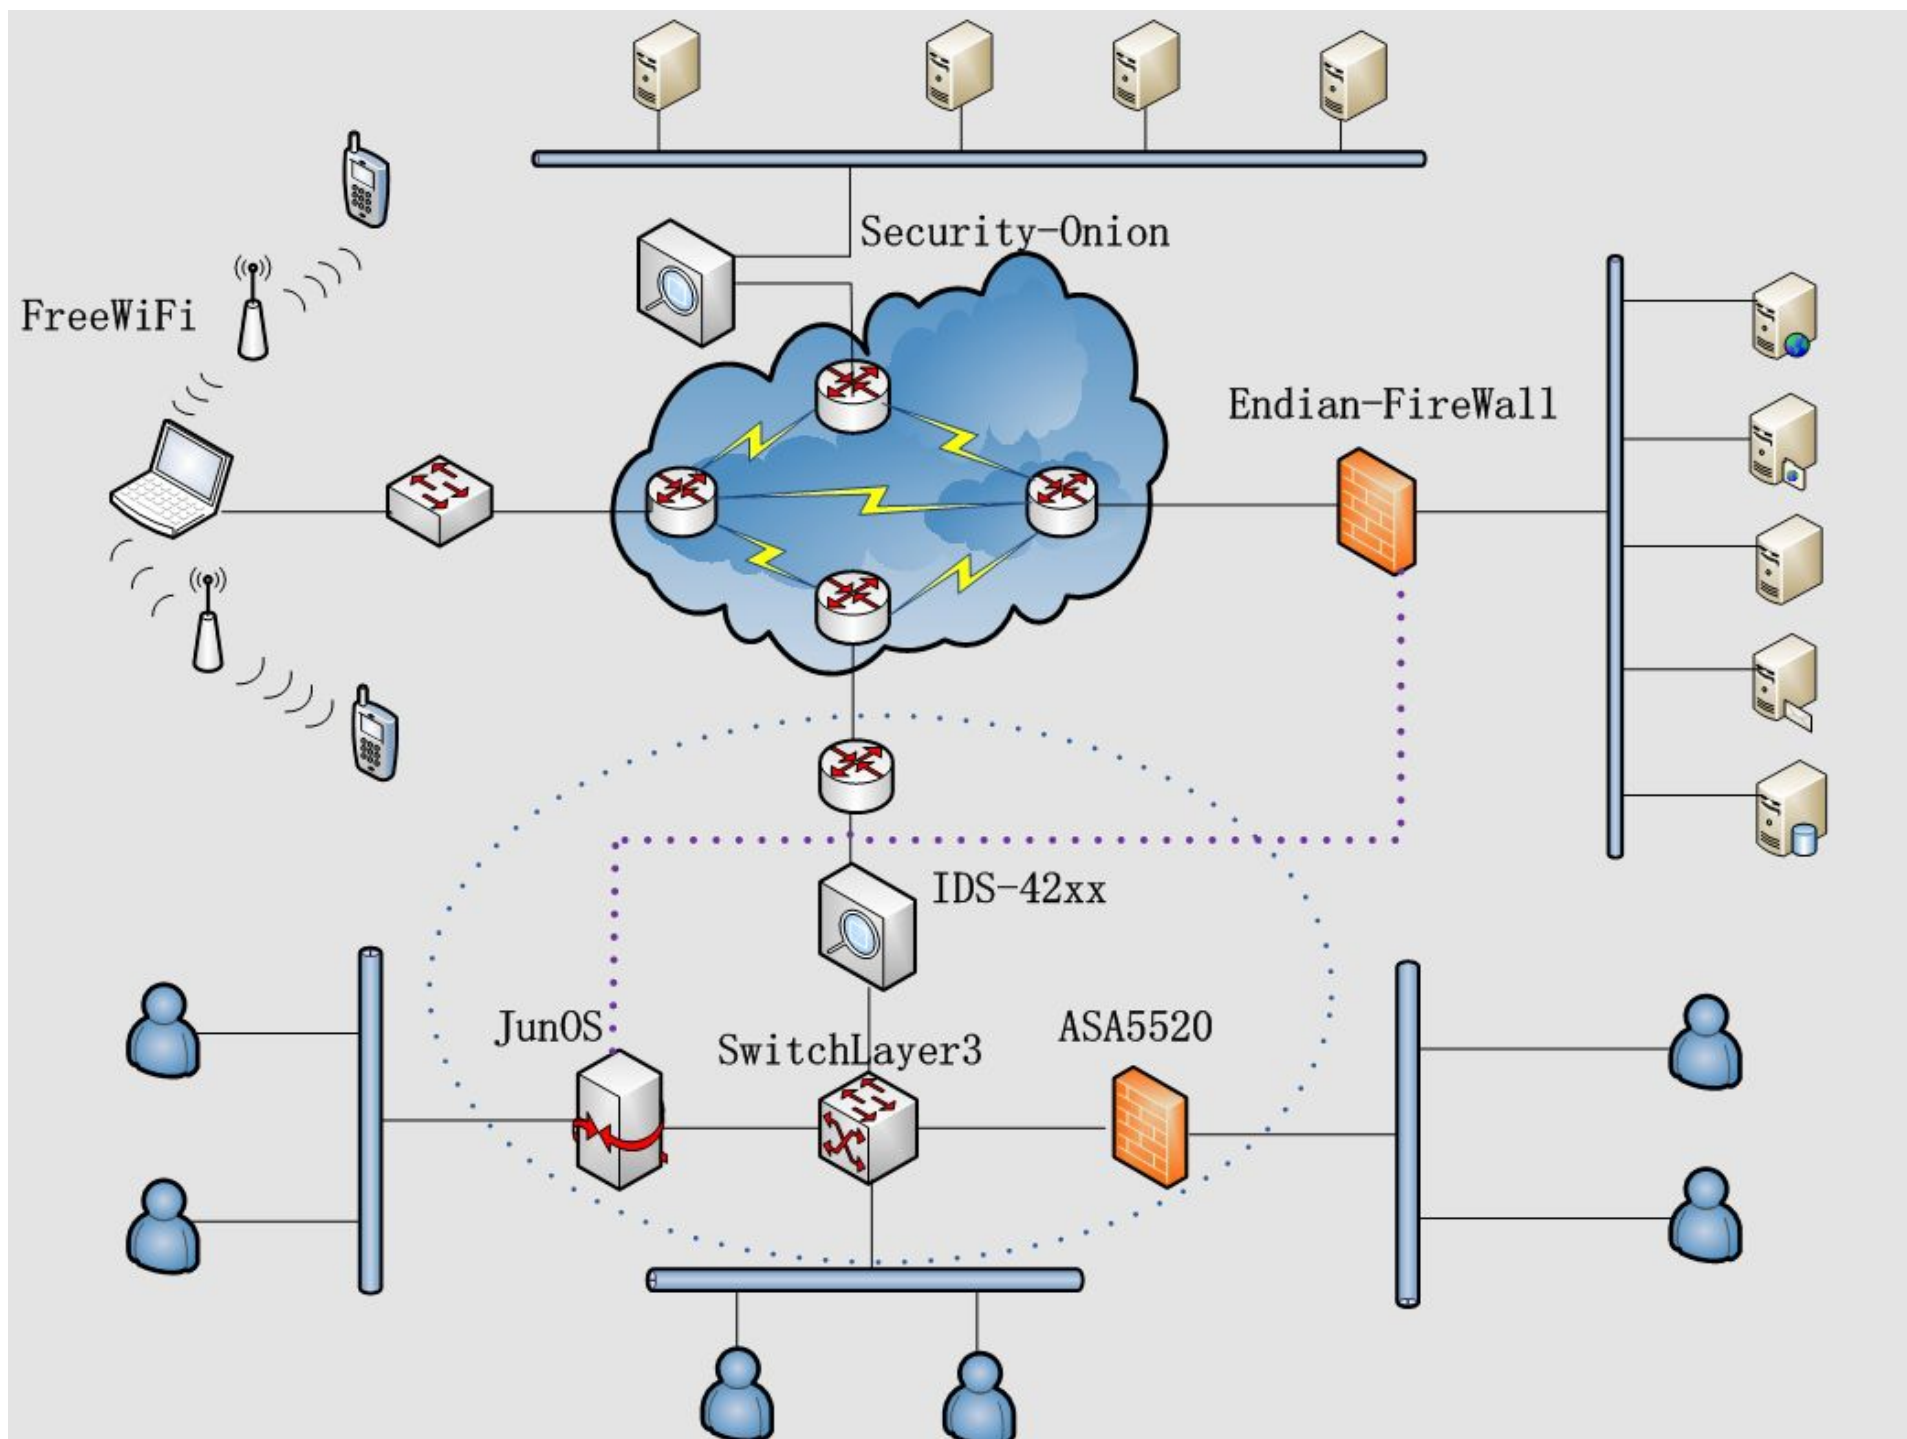 Security-Onion
FreeWiFi
Endian-FireWall
IDS-42xx
JunOS
SwitchLayer3
ASA5520